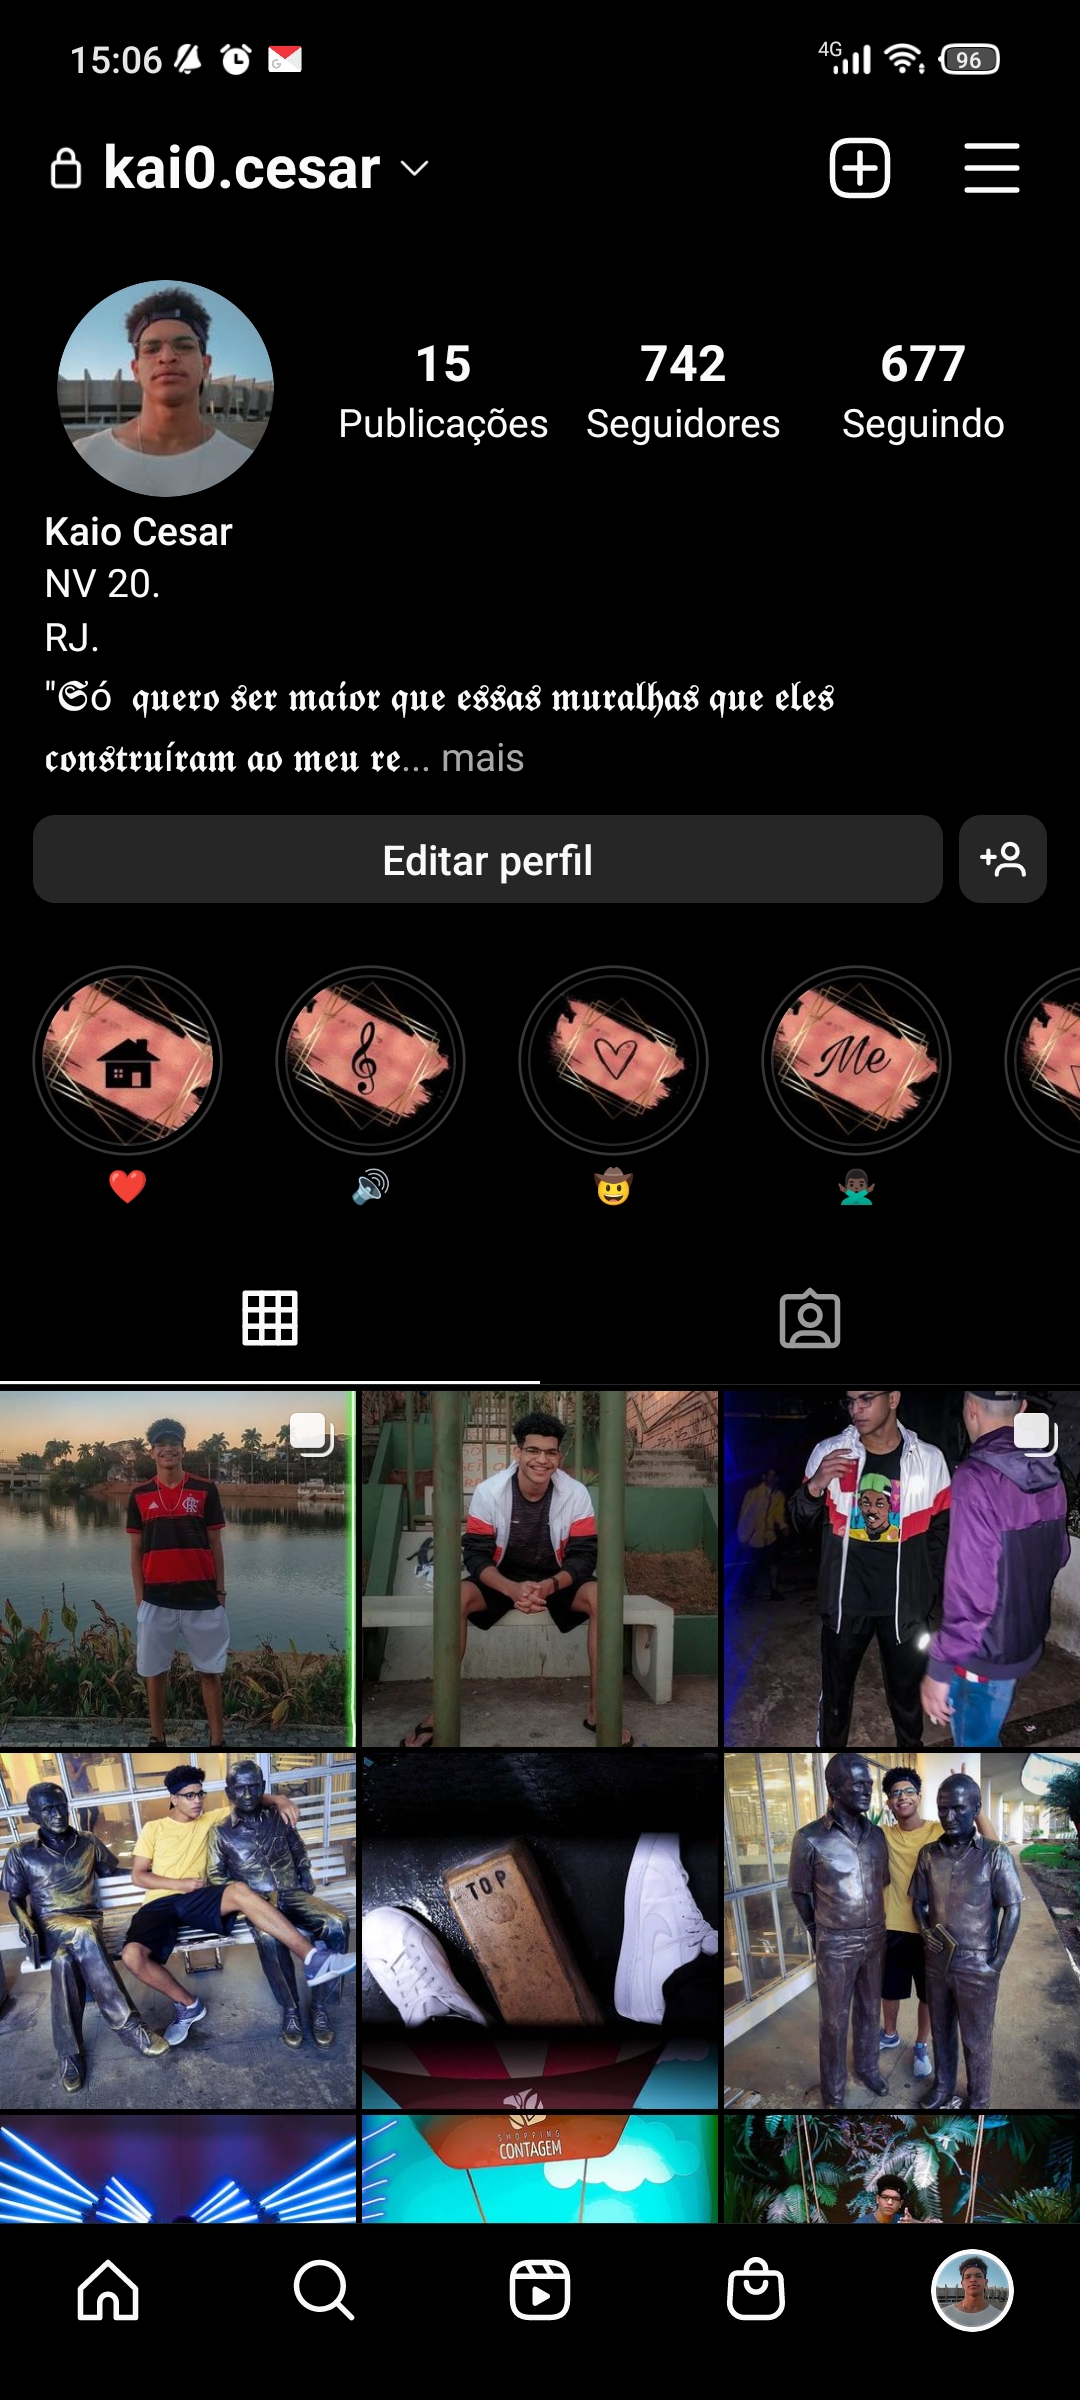 15:06
4G
96
kai0.cesar
15
742
677
Publicações
Seguidores
Seguindo
Kaio Cesar
NV 20.
RJ.
"𝕾ó 𝖖𝖚𝖊𝖗𝖔 𝖘𝖊𝖗 𝖒𝖆í𝖔𝖗 𝖖𝖚𝖊 𝖊𝖘𝖘𝖆𝖘 𝖒𝖚𝖗𝖆𝖑𝖍𝖆𝖘 𝖖𝖚𝖊 𝖊𝖑𝖊𝖘
𝖈𝖔𝖓𝖘𝖙𝖗𝖚í𝖗𝖆𝖒 𝖆𝖔 𝖒𝖊𝖚 𝖗𝖊... mais
Editar perfil
Me
TOP
SHOPPING
CONTAGEM